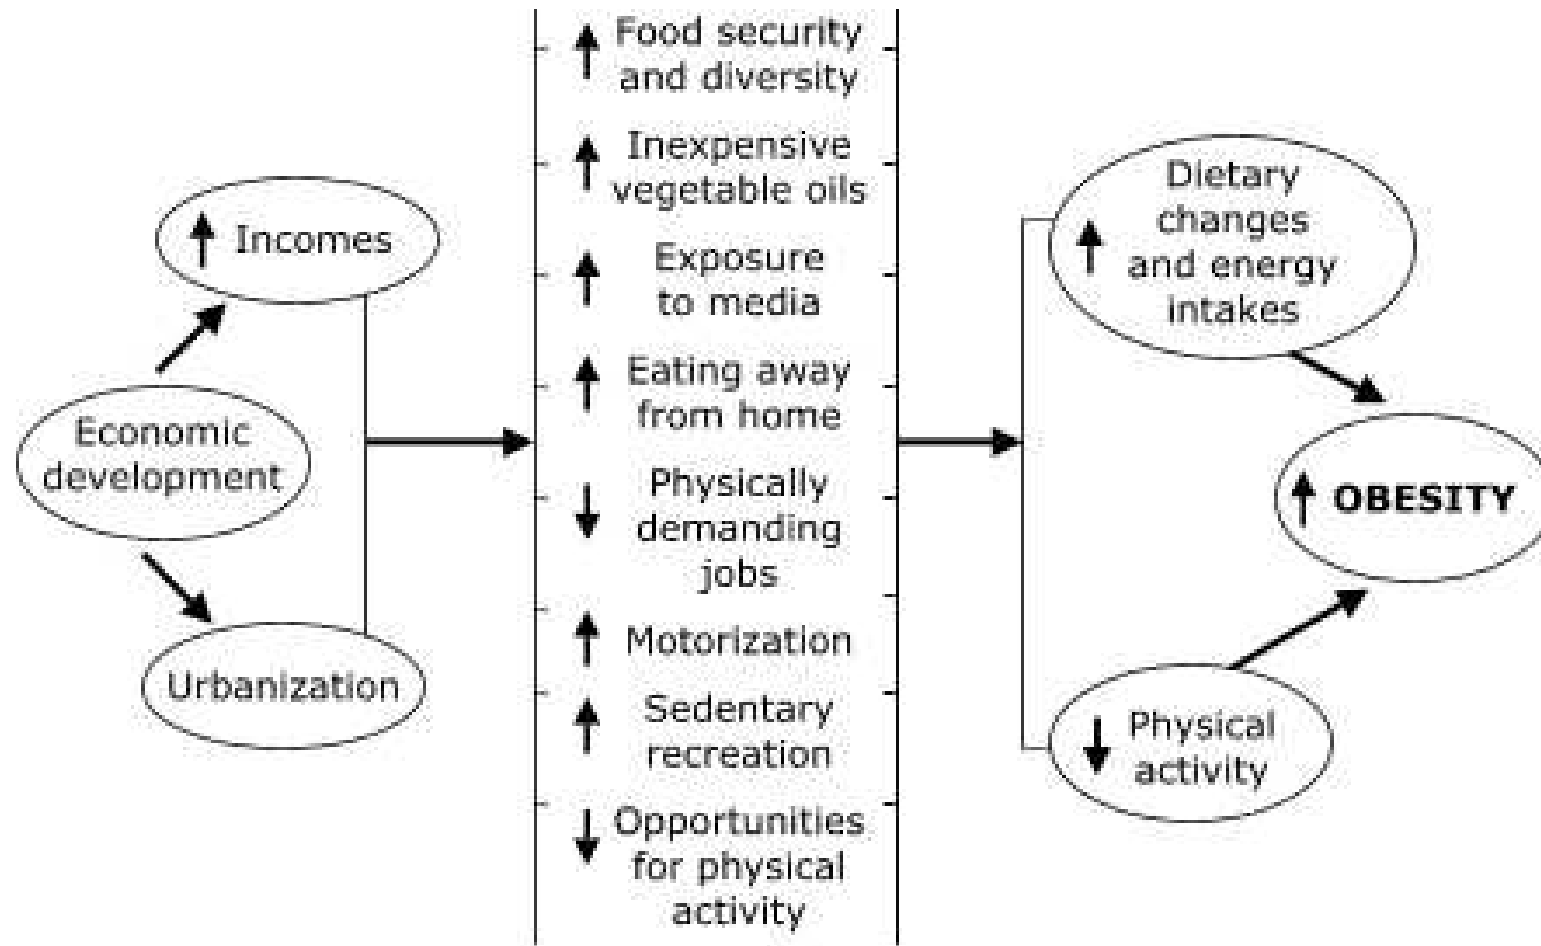 Economic
development
Incomes
Urbanization
Food security
and diversity
Inexpensive
vegetable oils
Exposure
to media
Eating away
from home
Physically
demanding
jobs
Motorization
Sedentary
recreation
Opportunities
for physical
activity
Dietary
changes
and energy
intakes
Physical
activity
OBESITY